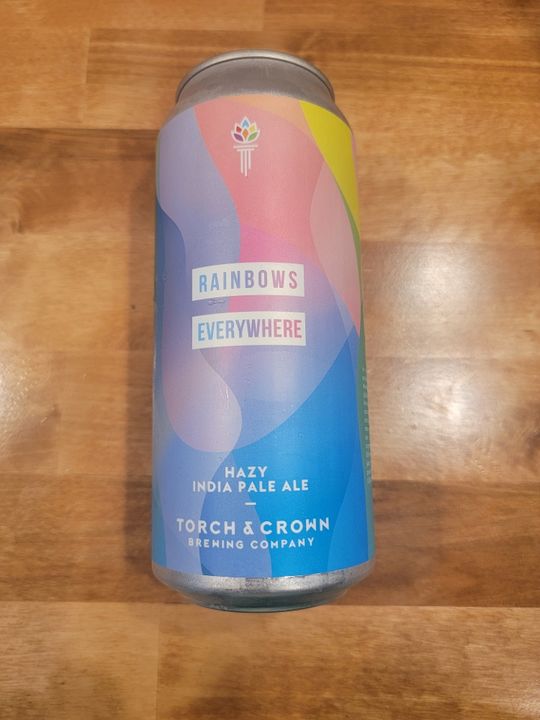 RAINBOWS
EVERYWHERE
HAZY
INDIA PALE ALE
TORCH & CROWN
BREWING COMPANY